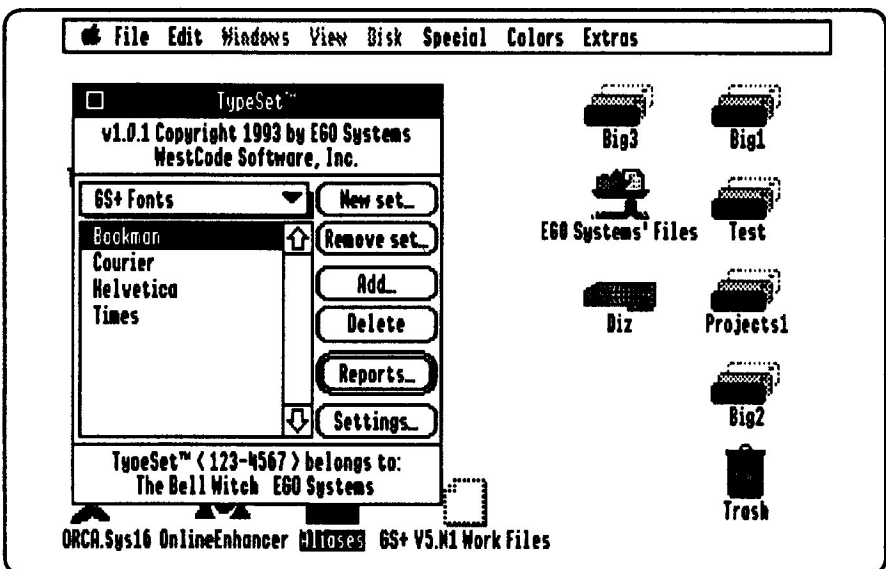 File Edit Windows View Disk Special Colors Extras
TypeSet™
v1.0.1 Copyright 1993 by EGO Systems
WestCode Software, Inc.
GS+ Fonts
New set…
Bookman
Remove set…
Courier
Helvetica
Add…
Times
Delete
Reports…
Settings…
TypeSet™ <123-4567> belongs to:
The Bell Witch EGO Systems
Big3
Big1
EGO Systems' Files
Test
Diz
Projects1
Big2
Trash
ORCA.Sys16 OnlineEnhancer Aliases GS+ V5.N1 Work Files